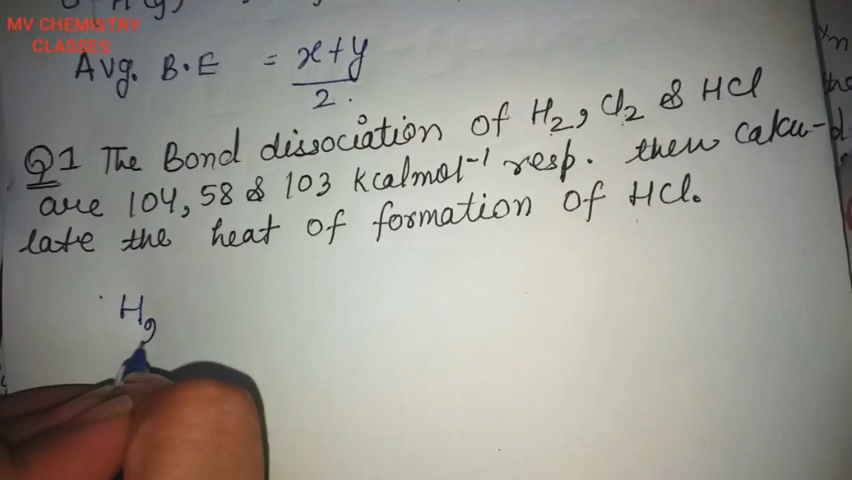 MV CHEMISTRY
CLASSES
Avg. B.E = x+y
2.
Q1 The Bond dissociation of H2, Cl2 & HCl
are 104, 58 & 103 Kcalmol-1 resp. then calcu-
late the heat of formation of HCl.
H